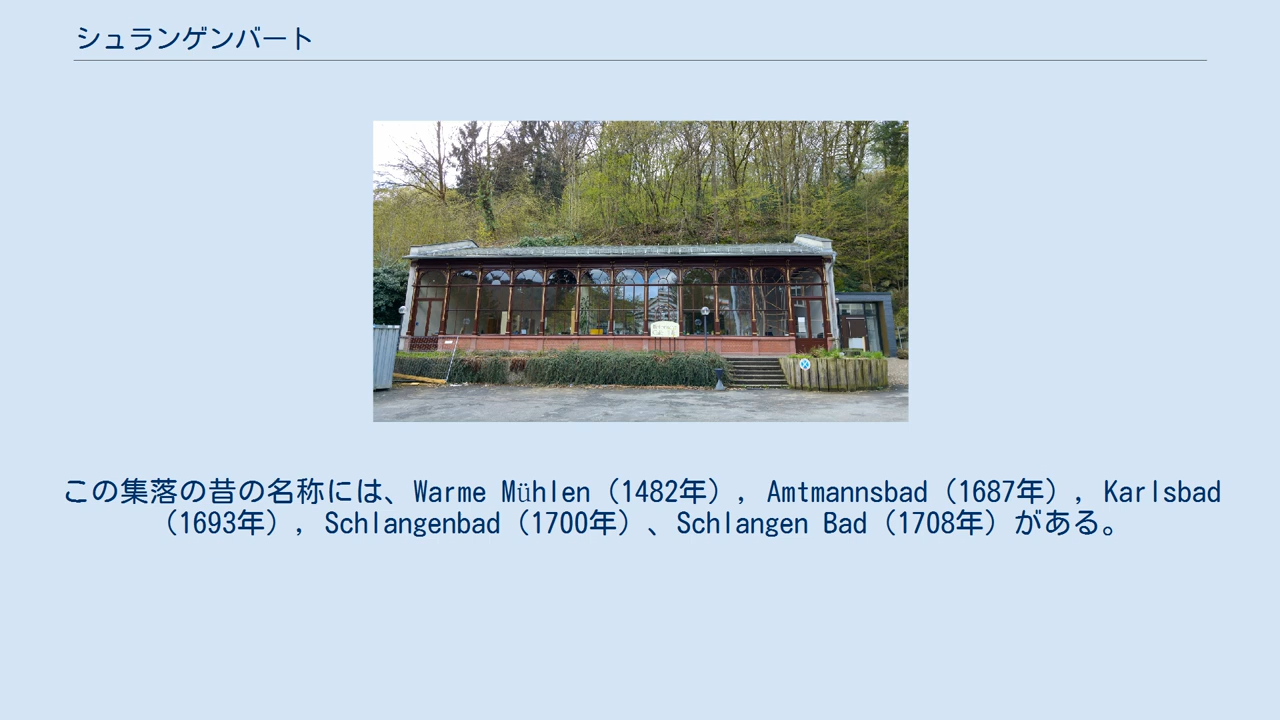 シュランゲンバート
この集落の昔の名称には、Warme Mühlen（1482年）, Amtmannsbad（1687年）, Karlsbad
（1693年）, Schlangenbad（1700年）、Schlangen Bad（1708年）がある。